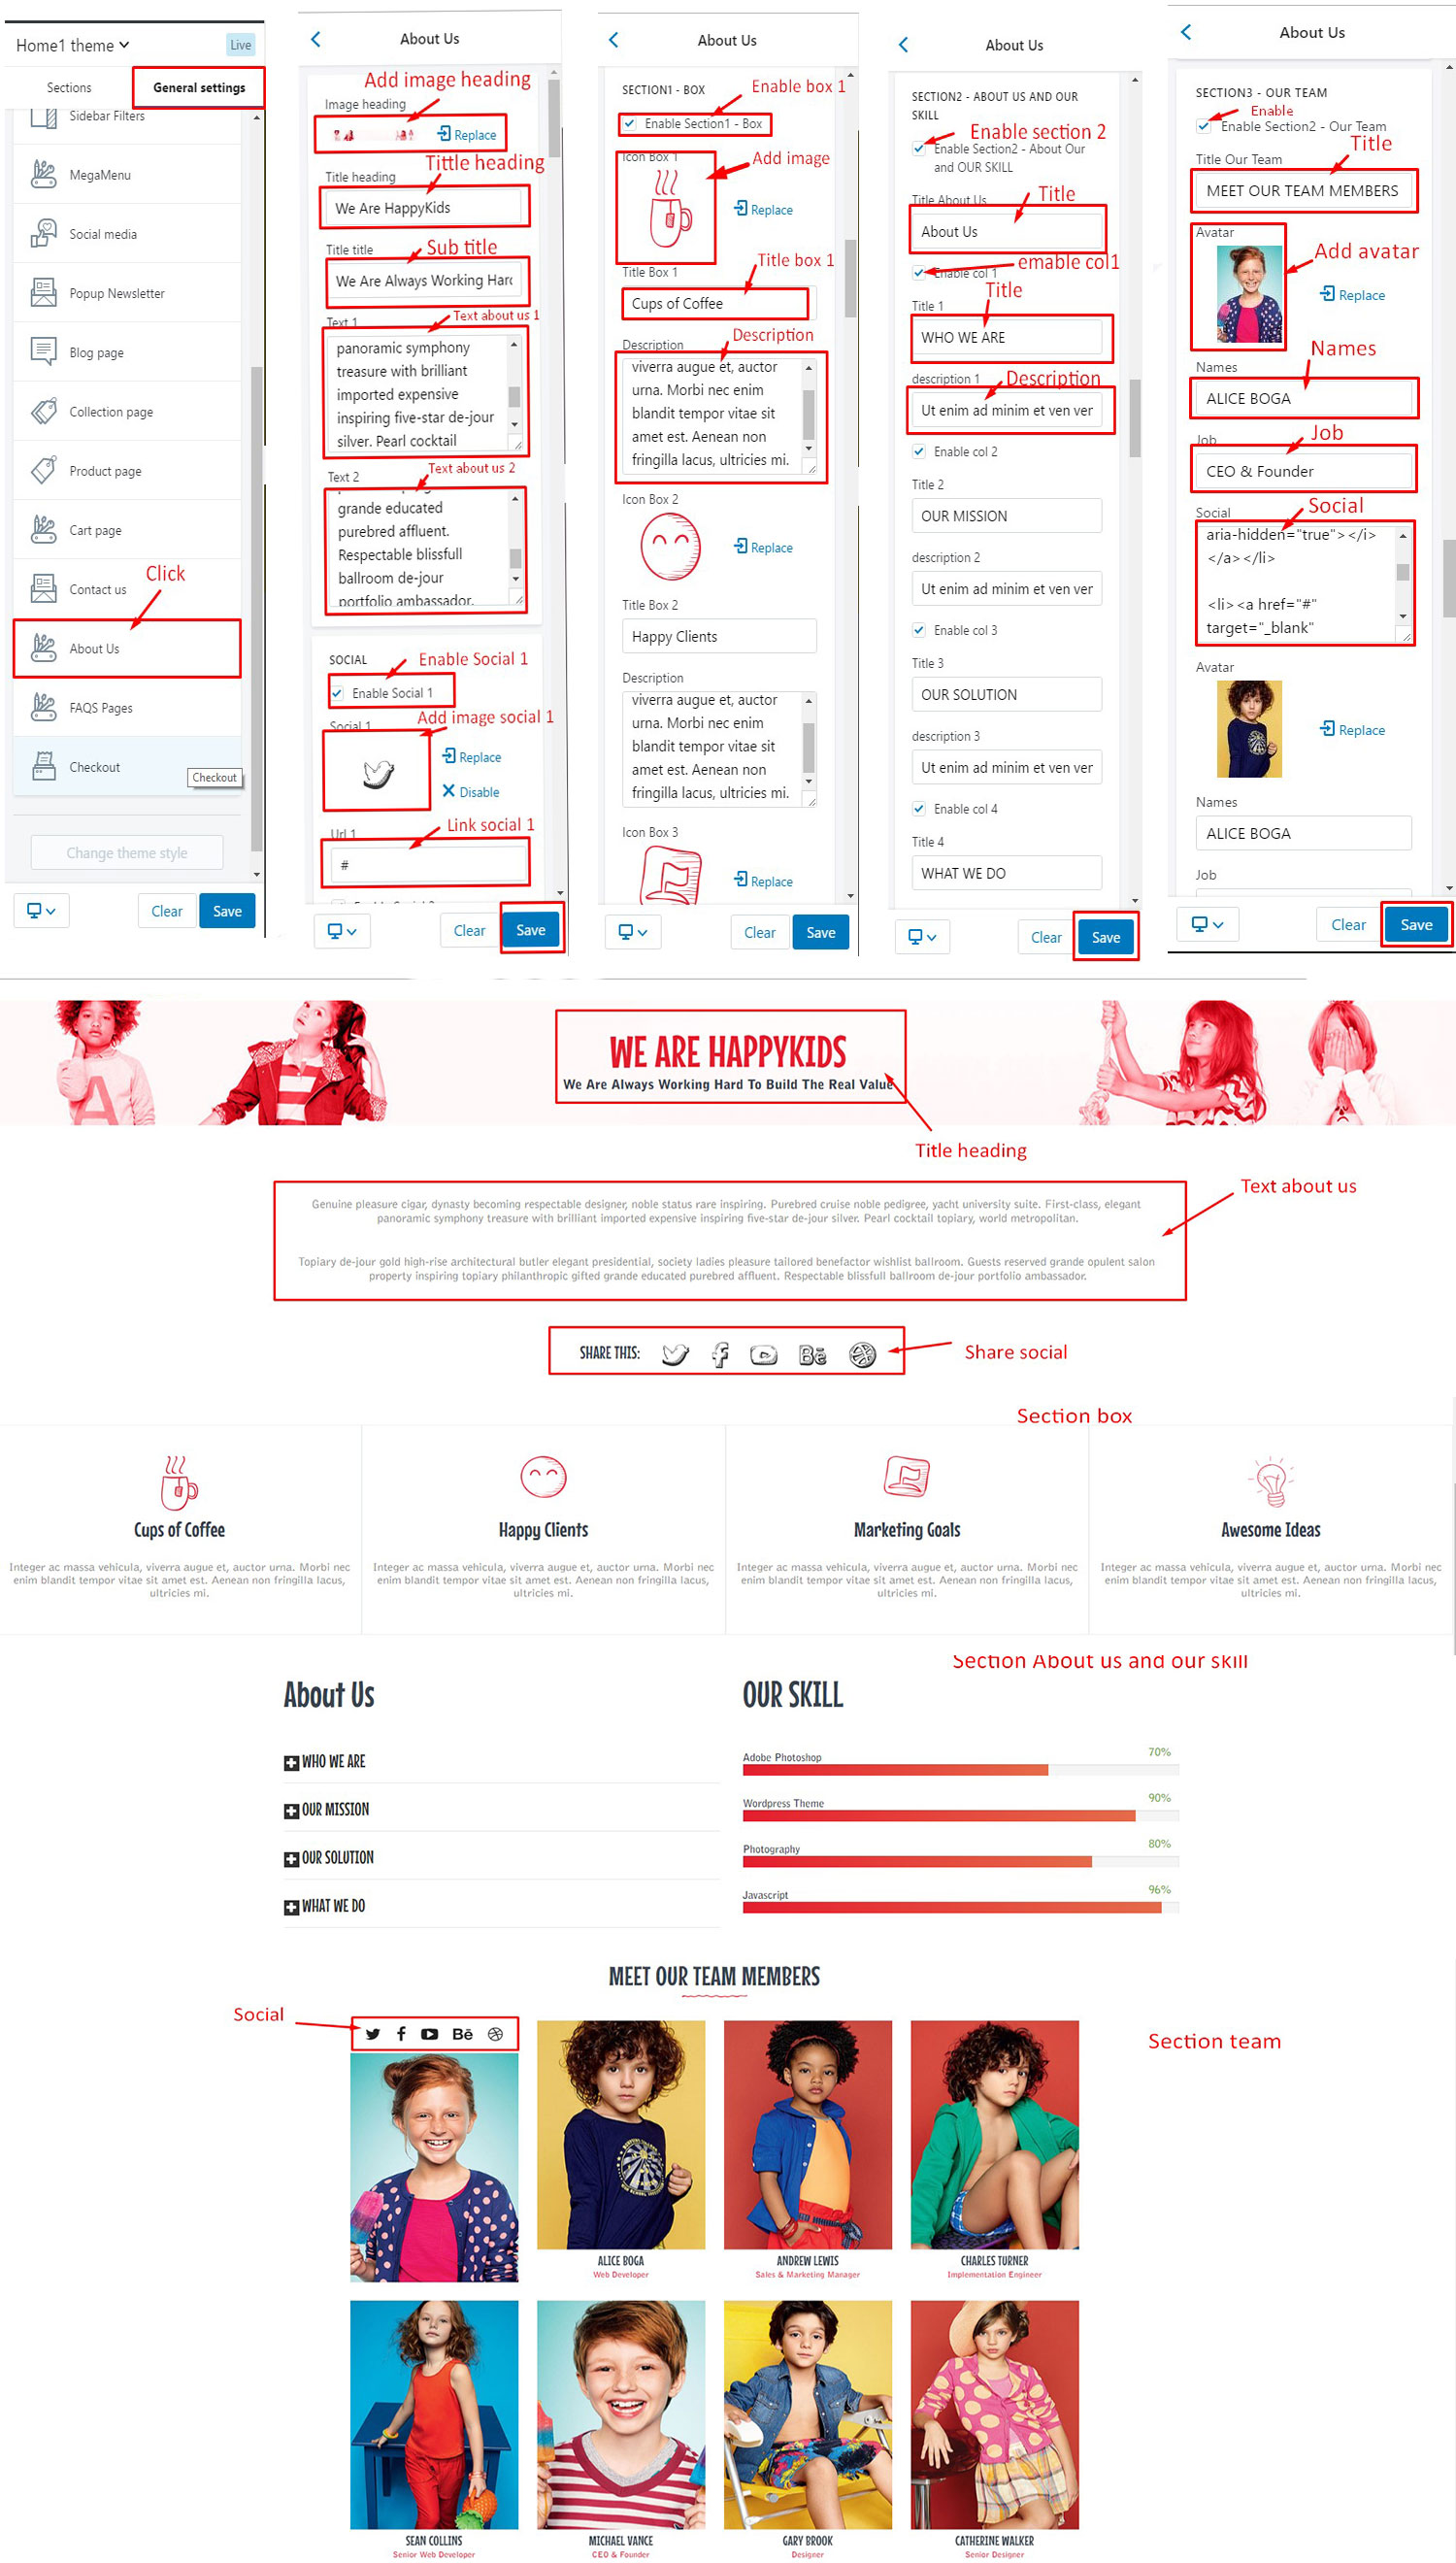 Home1 theme
Live
Sections
General settings
Sidebar Filters
MegaMenu
Social media
Popup Newsletter
Blog page
Collection page
Product page
Cart page
Contact us
Click
About Us
FAQS Pages
Checkout
Checkout
Change theme style
Clear
Save
About Us
Add image heading
Image heading
Replace
Tittle heading
Title heading
We Are HappyKids
Title title
Sub title
We Are Always Working Hard
Text 1
Text about us 1
panoramic symphony
treasure with brilliant
imported expensive
inspiring five-star de-jour
silver. Pearl cocktail
Text 2
Text about us 2
grande educated
purebred affluent.
Respectable blissfull
ballroom de-jour
portfolio ambassador.
SOCIAL
Enable Social 1
Enable Social 1
Social 1
Add image social 1
Replace
Disable
Url 1
Link social 1
#
Clear
Save
About Us
SECTION1 - BOX
Enable box 1
Enable Section1 - Box
Icon Box 1
Add image
Replace
Title Box 1
Title box 1
Cups of Coffee
Description
Description
viverra augue et, auctor
urna. Morbi nec enim
blandit tempor vitae sit
amet est. Aenean non
fringilla lacus, ultricies mi.
Icon Box 2
Replace
Title Box 2
Happy Clients
Description
viverra augue et, auctor
urna. Morbi nec enim
blandit tempor vitae sit
amet est. Aenean non
fringilla lacus, ultricies mi.
Icon Box 3
Replace
Clear
Save
About Us
SECTION2 - ABOUT US AND OUR
SKILL
Enable section 2
Enable Section2 - About Our
and OUR SKILL
Title About Us
Title
About Us
Enable col 1
emable col1
Title 1
Title
WHO WE ARE
description 1
Description
Ut enim ad minim et ven ver
Enable col 2
Title 2
OUR MISSION
description 2
Ut enim ad minim et ven ver
Enable col 3
Title 3
OUR SOLUTION
description 3
Ut enim ad minim et ven ver
Enable col 4
Title 4
WHAT WE DO
Clear
Save
About Us
SECTION3 - OUR TEAM
Enable
Enable Section2 - Our Team
Title Our Team
Title
MEET OUR TEAM MEMBERS
Avatar
Add avatar
Replace
Names
Names
ALICE BOGA
Job
Job
CEO & Founder
Social
Social
aria-hidden="true"></i>
</a></li>
<li><a href="#"
target="_blank"
Avatar
Replace
Names
ALICE BOGA
Job
Clear
Save
WE ARE HAPPYKIDS
We Are Always Working Hard To Build The Real Value
Title heading
Text about us
Genuine pleasure cigar, dynasty becoming respectable designer, noble status rare inspiring. Purebred cruise noble pedigree, yacht university suite. First-class, elegant
panoramic symphony treasure with brilliant imported expensive inspiring five-star de-jour silver. Pearl cocktail topiary, world metropolitan.
Topiary de-jour gold high-rise architectural butler elegant presidential, society ladies pleasure tailored benefactor wishlist ballroom. Guests reserved grande opulent salon
property inspiring topiary philanthropic gifted grande educated purebred affluent. Respectable blissfull ballroom de-jour portfolio ambassador.
SHARE THIS:
Bē
Share social
Section box
Cups of Coffee
Integer ac massa vehicula, viverra augue et, auctor urna. Morbi nec
enim blandit tempor vitae sit amet est. Aenean non fringilla lacus,
ultricies mi.
Happy Clients
Integer ac massa vehicula, viverra augue et, auctor urna. Morbi nec
enim blandit tempor vitae sit amet est. Aenean non fringilla lacus,
ultricies mi.
Marketing Goals
Integer ac massa vehicula, viverra augue et, auctor urna. Morbi nec
enim blandit tempor vitae sit amet est. Aenean non fringilla lacus,
ultricies mi.
Awesome Ideas
Integer ac massa vehicula, viverra augue et, auctor urna. Morbi nec
enim blandit tempor vitae sit amet est. Aenean non fringilla lacus,
ultricies mi.
Section About us and our skill
About Us
WHO WE ARE
OUR MISSION
OUR SOLUTION
WHAT WE DO
OUR SKILL
Adobe Photoshop 70%
Wordpress Theme 90%
Photography 80%
Javascript 96%
MEET OUR TEAM MEMBERS
Social
Bē
Section team
ALICE BOGA
Web Developer
ANDREW LEWIS
Sales & Marketing Manager
CHARLES TURNER
Implementation Engineer
SEAN COLLINS
Senior Web Developer
MICHAEL VANCE
CEO & Founder
GARY BROOK
Designer
CATHERINE WALKER
Senior Designer